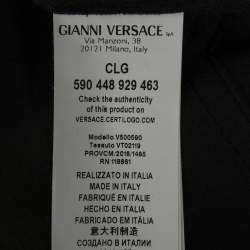 GIANNI VERSACE SpA
Via Manzoni, 38
20121 Milano, Italy
CLG
590 448 929 463
Check the authenticity
of this product on
VERSACE.CERTILOGO.COM
Modello V600590
Tessuto VT02119
PROVCM/2018/1485
RN 118881
REALIZZATO IN ITALIA
MADE IN ITALY
FABRIQUÉ EN ITALIE
HECHO EN ITALIA
FABRICADO EM ITÁLIA
意大利制造
СОЗДАНО В ИТАЛИИ